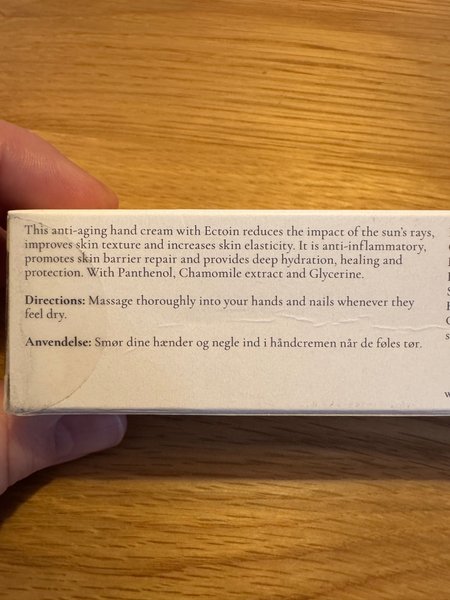 This anti-aging hand cream with Ectoin reduces the impact of the sun's rays,
improves skin texture and increases skin elasticity. It is anti-inflammatory,
promotes skin barrier repair and provides deep hydration, healing and
protection. With Panthenol, Chamomile extract and Glycerine.
Directions: Massage thoroughly into your hands and nails whenever they
feel dry.
Anvendelse: Smør dine hænder og negle ind i håndcremen når de føles tør.